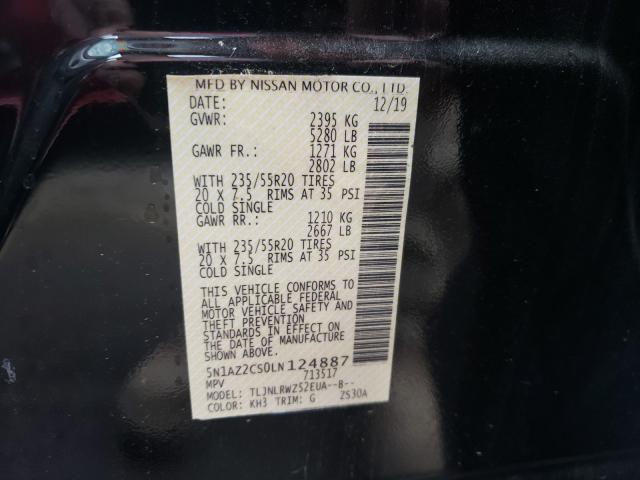 MFD BY NISSAN MOTOR CO., LTD.
DATE: 12/19
GVWR: 2395 KG
5280 LB
GAWR FR.: 1271 KG
2802 LB
WITH 235/55R20 TIRES
20 X 7.5 RIMS AT 35 PSI
COLD SINGLE
GAWR RR.: 1210 KG
2667 LB
WITH 235/55R20 TIRES
20 X 7.5 RIMS AT 35 PSI
COLD SINGLE
THIS VEHICLE CONFORMS TO
ALL APPLICABLE FEDERAL
MOTOR VEHICLE SAFETY AND
THEFT PREVENTION
STANDARDS IN EFFECT ON
THE DATE OF MANUFACTURE
SHOWN ABOVE.
5N1AZ2CS0LN124887
MPV 713517
MODEL: TLJNLRWZ52EUA--B--
COLOR: KH3 TRIM: G ZS30A